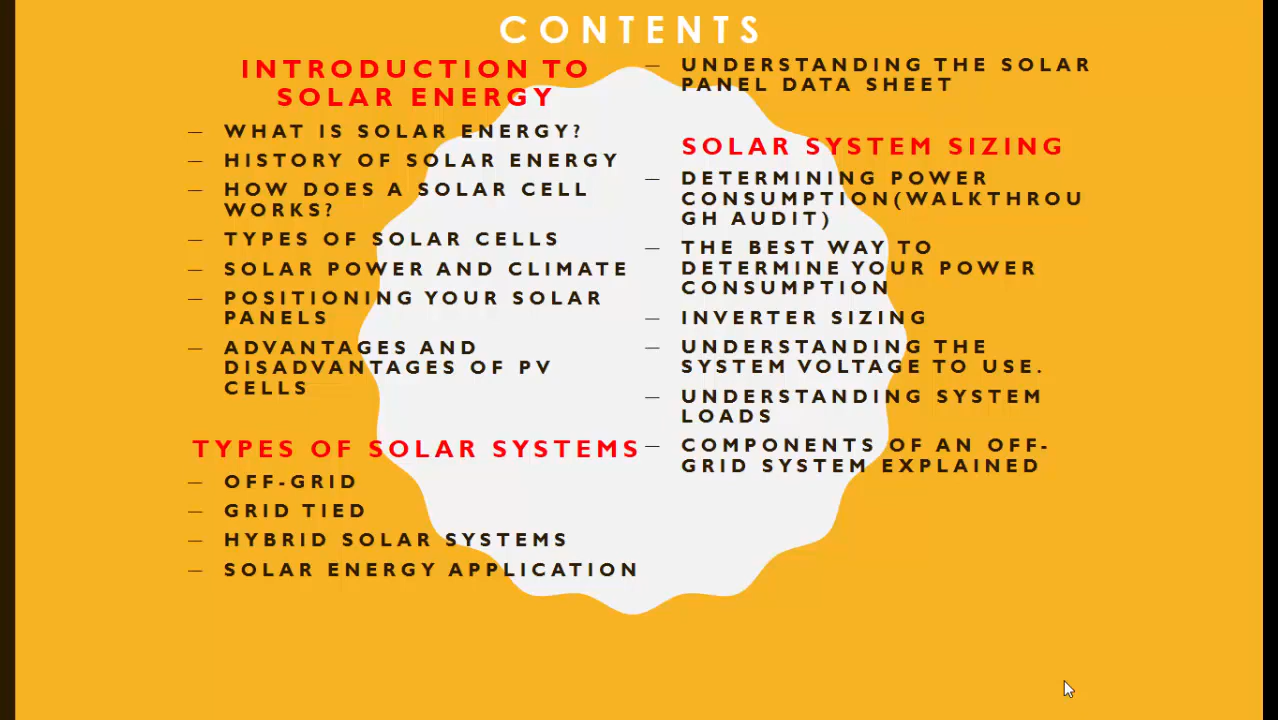 CONTENTS
INTRODUCTION TO
SOLAR ENERGY
— WHAT IS SOLAR ENERGY?
— HISTORY OF SOLAR ENERGY
— HOW DOES A SOLAR CELL
WORKS?
— TYPES OF SOLAR CELLS
— SOLAR POWER AND CLIMATE
— POSITIONING YOUR SOLAR
PANELS
— ADVANTAGES AND
DISADVANTAGES OF PV
CELLS
TYPES OF SOLAR SYSTEMS
— OFF-GRID
— GRID TIED
— HYBRID SOLAR SYSTEMS
— SOLAR ENERGY APPLICATION
— UNDERSTANDING THE SOLAR
PANEL DATA SHEET
SOLAR SYSTEM SIZING
— DETERMINING POWER
CONSUMPTION(WALKTHROU
GH AUDIT)
— THE BEST WAY TO
DETERMINE YOUR POWER
CONSUMPTION
— INVERTER SIZING
— UNDERSTANDING THE
SYSTEM VOLTAGE TO USE.
— UNDERSTANDING SYSTEM
LOADS
— COMPONENTS OF AN OFF-
GRID SYSTEM EXPLAINED